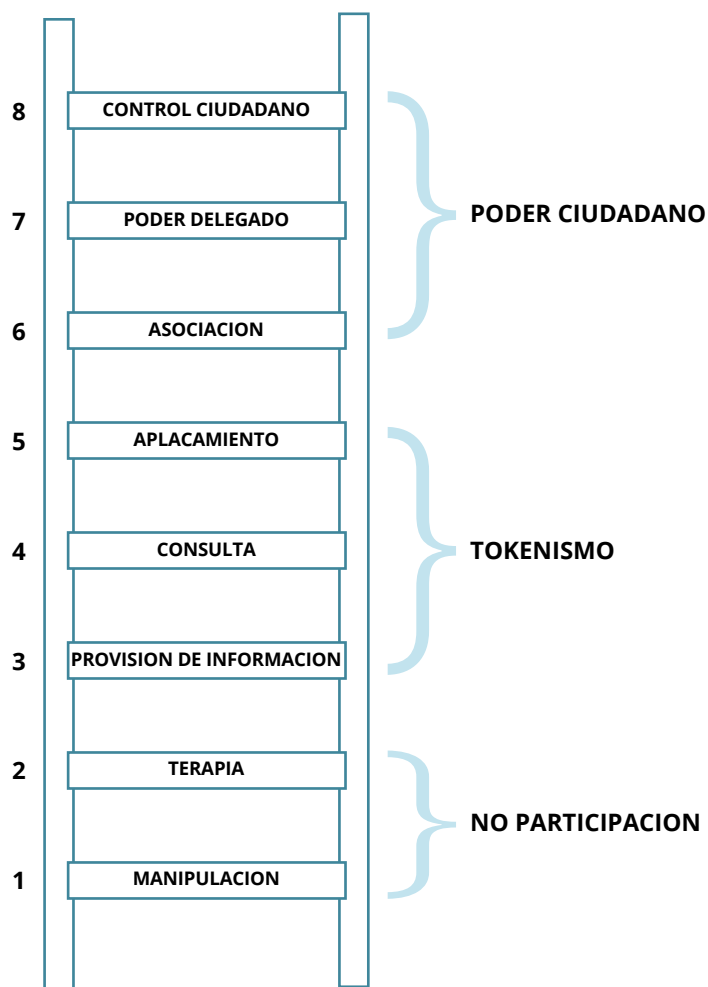 8 CONTROL CIUDADANO
PODER CIUDADANO
7 PODER DELEGADO
6 ASOCIACION
5 APLACAMIENTO
4 CONSULTA
TOKENISMO
3 PROVISION DE INFORMACION
2 TERAPIA
NO PARTICIPACION
1 MANIPULACION